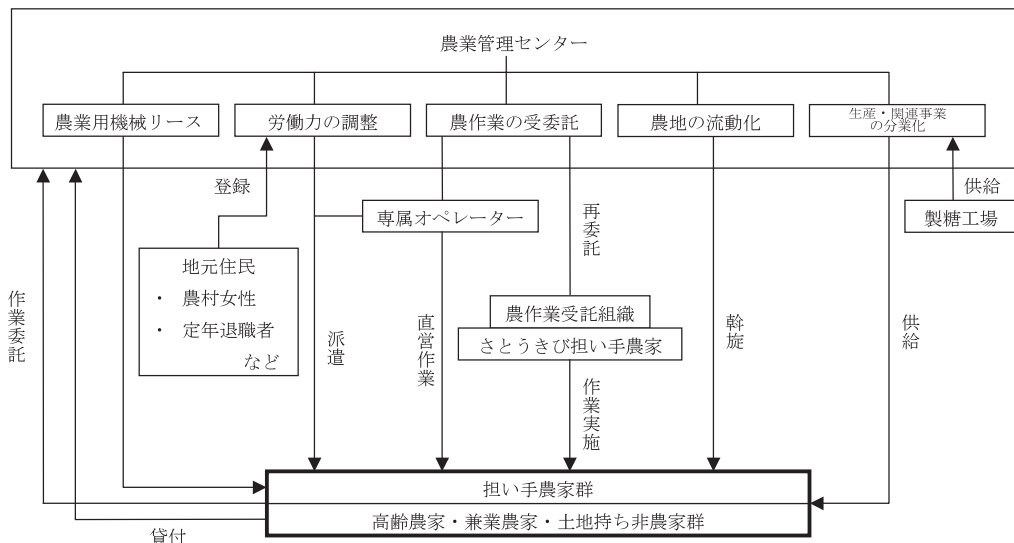 農業管理センター
農業用機械リース
労働力の調整
農作業の受委託
農地の流動化
生産・関連事業
の分業化
登録
供給
専属オペレーター
再委託
製糖工場
地元住民
・ 農村女性
・ 定年退職者
など
作業委託
派遣
直営作業
農作業受託組織
さとうきび担い手農家
斡旋
供給
作業実施
担い手農家群
高齢農家・兼業農家・土地持ち非農家群
貸付